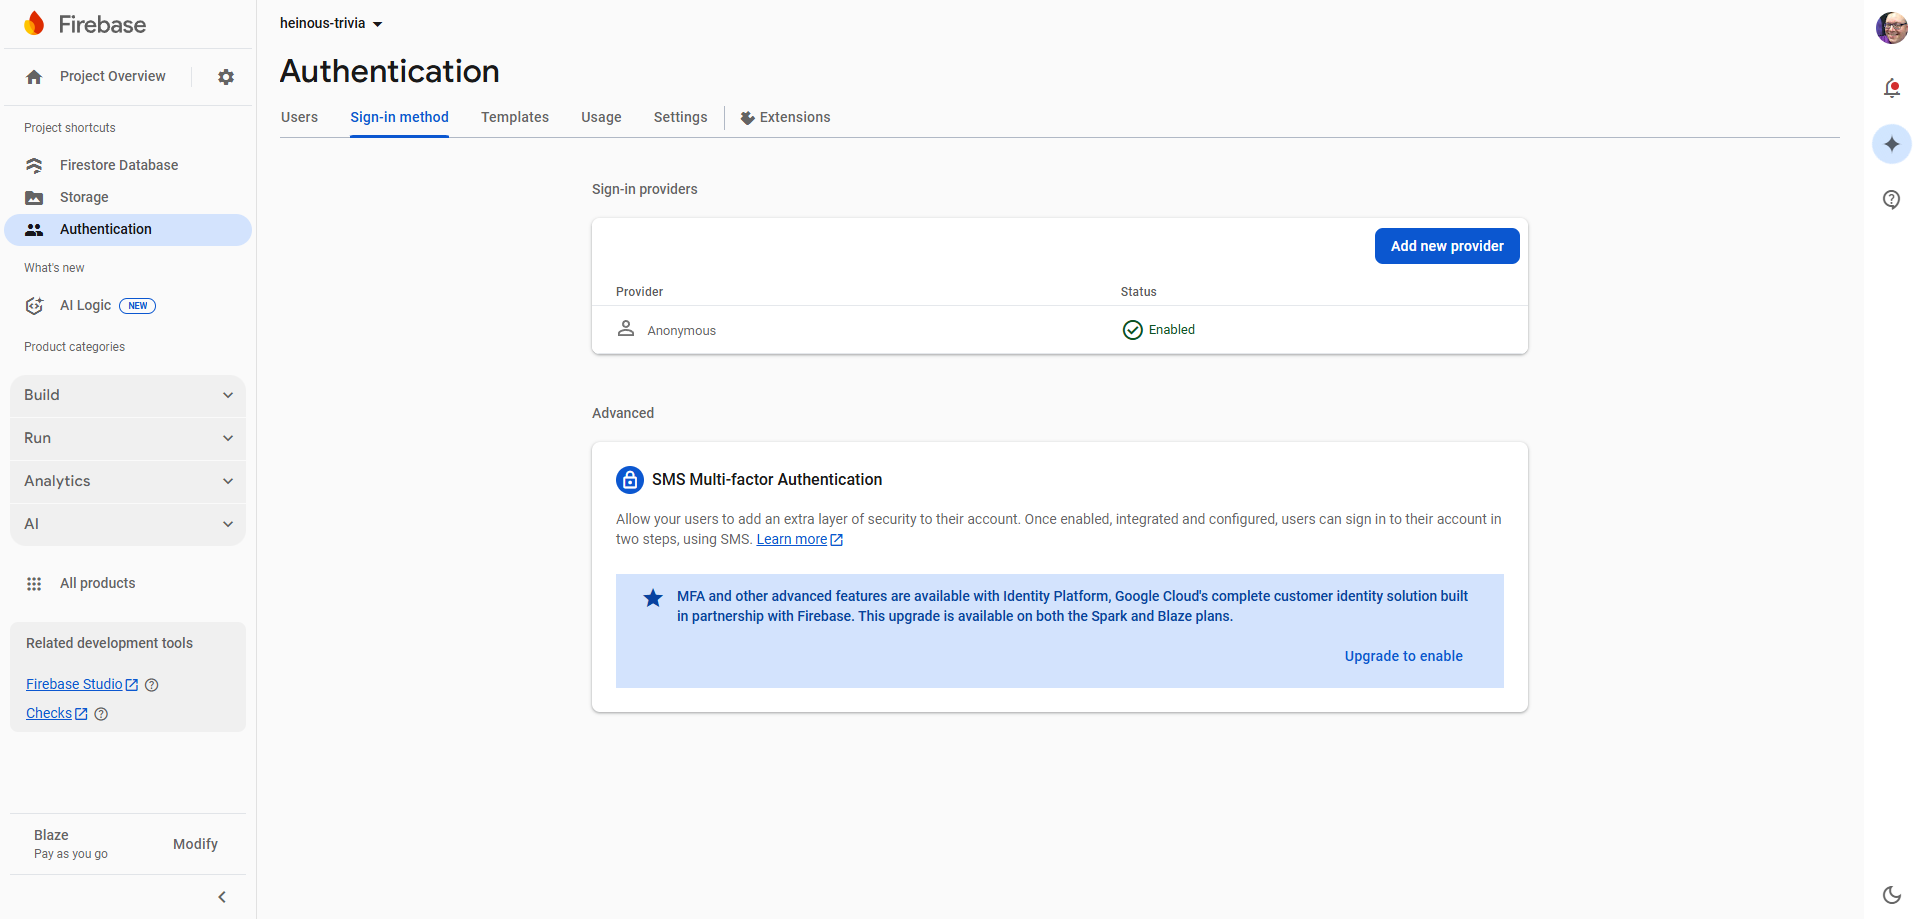 Firebase
Project Overview
Project shortcuts
Firestore Database
Storage
Authentication
What's new
AI Logic NEW
Product categories
Build
Run
Analytics
AI
All products
Related development tools
Firebase Studio
Checks
Blaze
Pay as you go
Modify
heinous-trivia
Authentication
Users Sign-in method Templates Usage Settings Extensions
Sign-in providers
Add new provider
Provider Status
Anonymous Enabled
Advanced
SMS Multi-factor Authentication
Allow your users to add an extra layer of security to their account. Once enabled, integrated and configured, users can sign in to their account in
two steps, using SMS. Learn more
MFA and other advanced features are available with Identity Platform, Google Cloud's complete customer identity solution built
in partnership with Firebase. This upgrade is available on both the Spark and Blaze plans.
Upgrade to enable